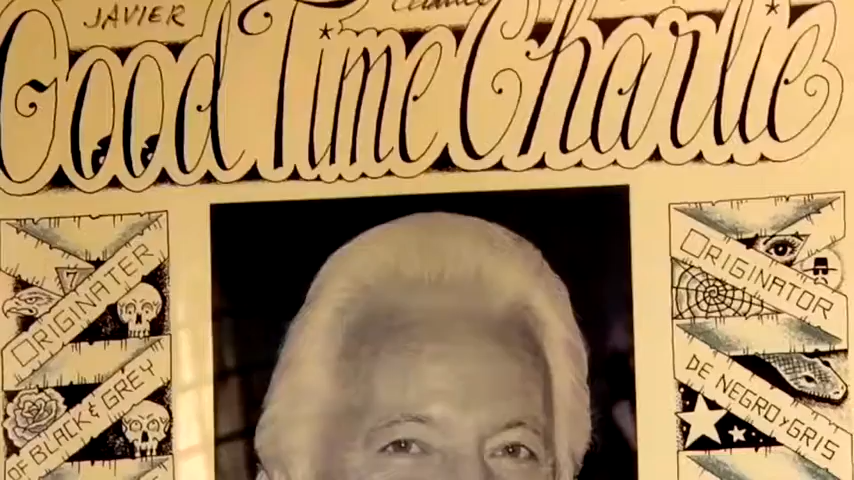 JAVIER
Good Time Charlie
ORIGINATER
OF BLACK & GREY
ORIGINATOR
DE NEGRO Y GRIS